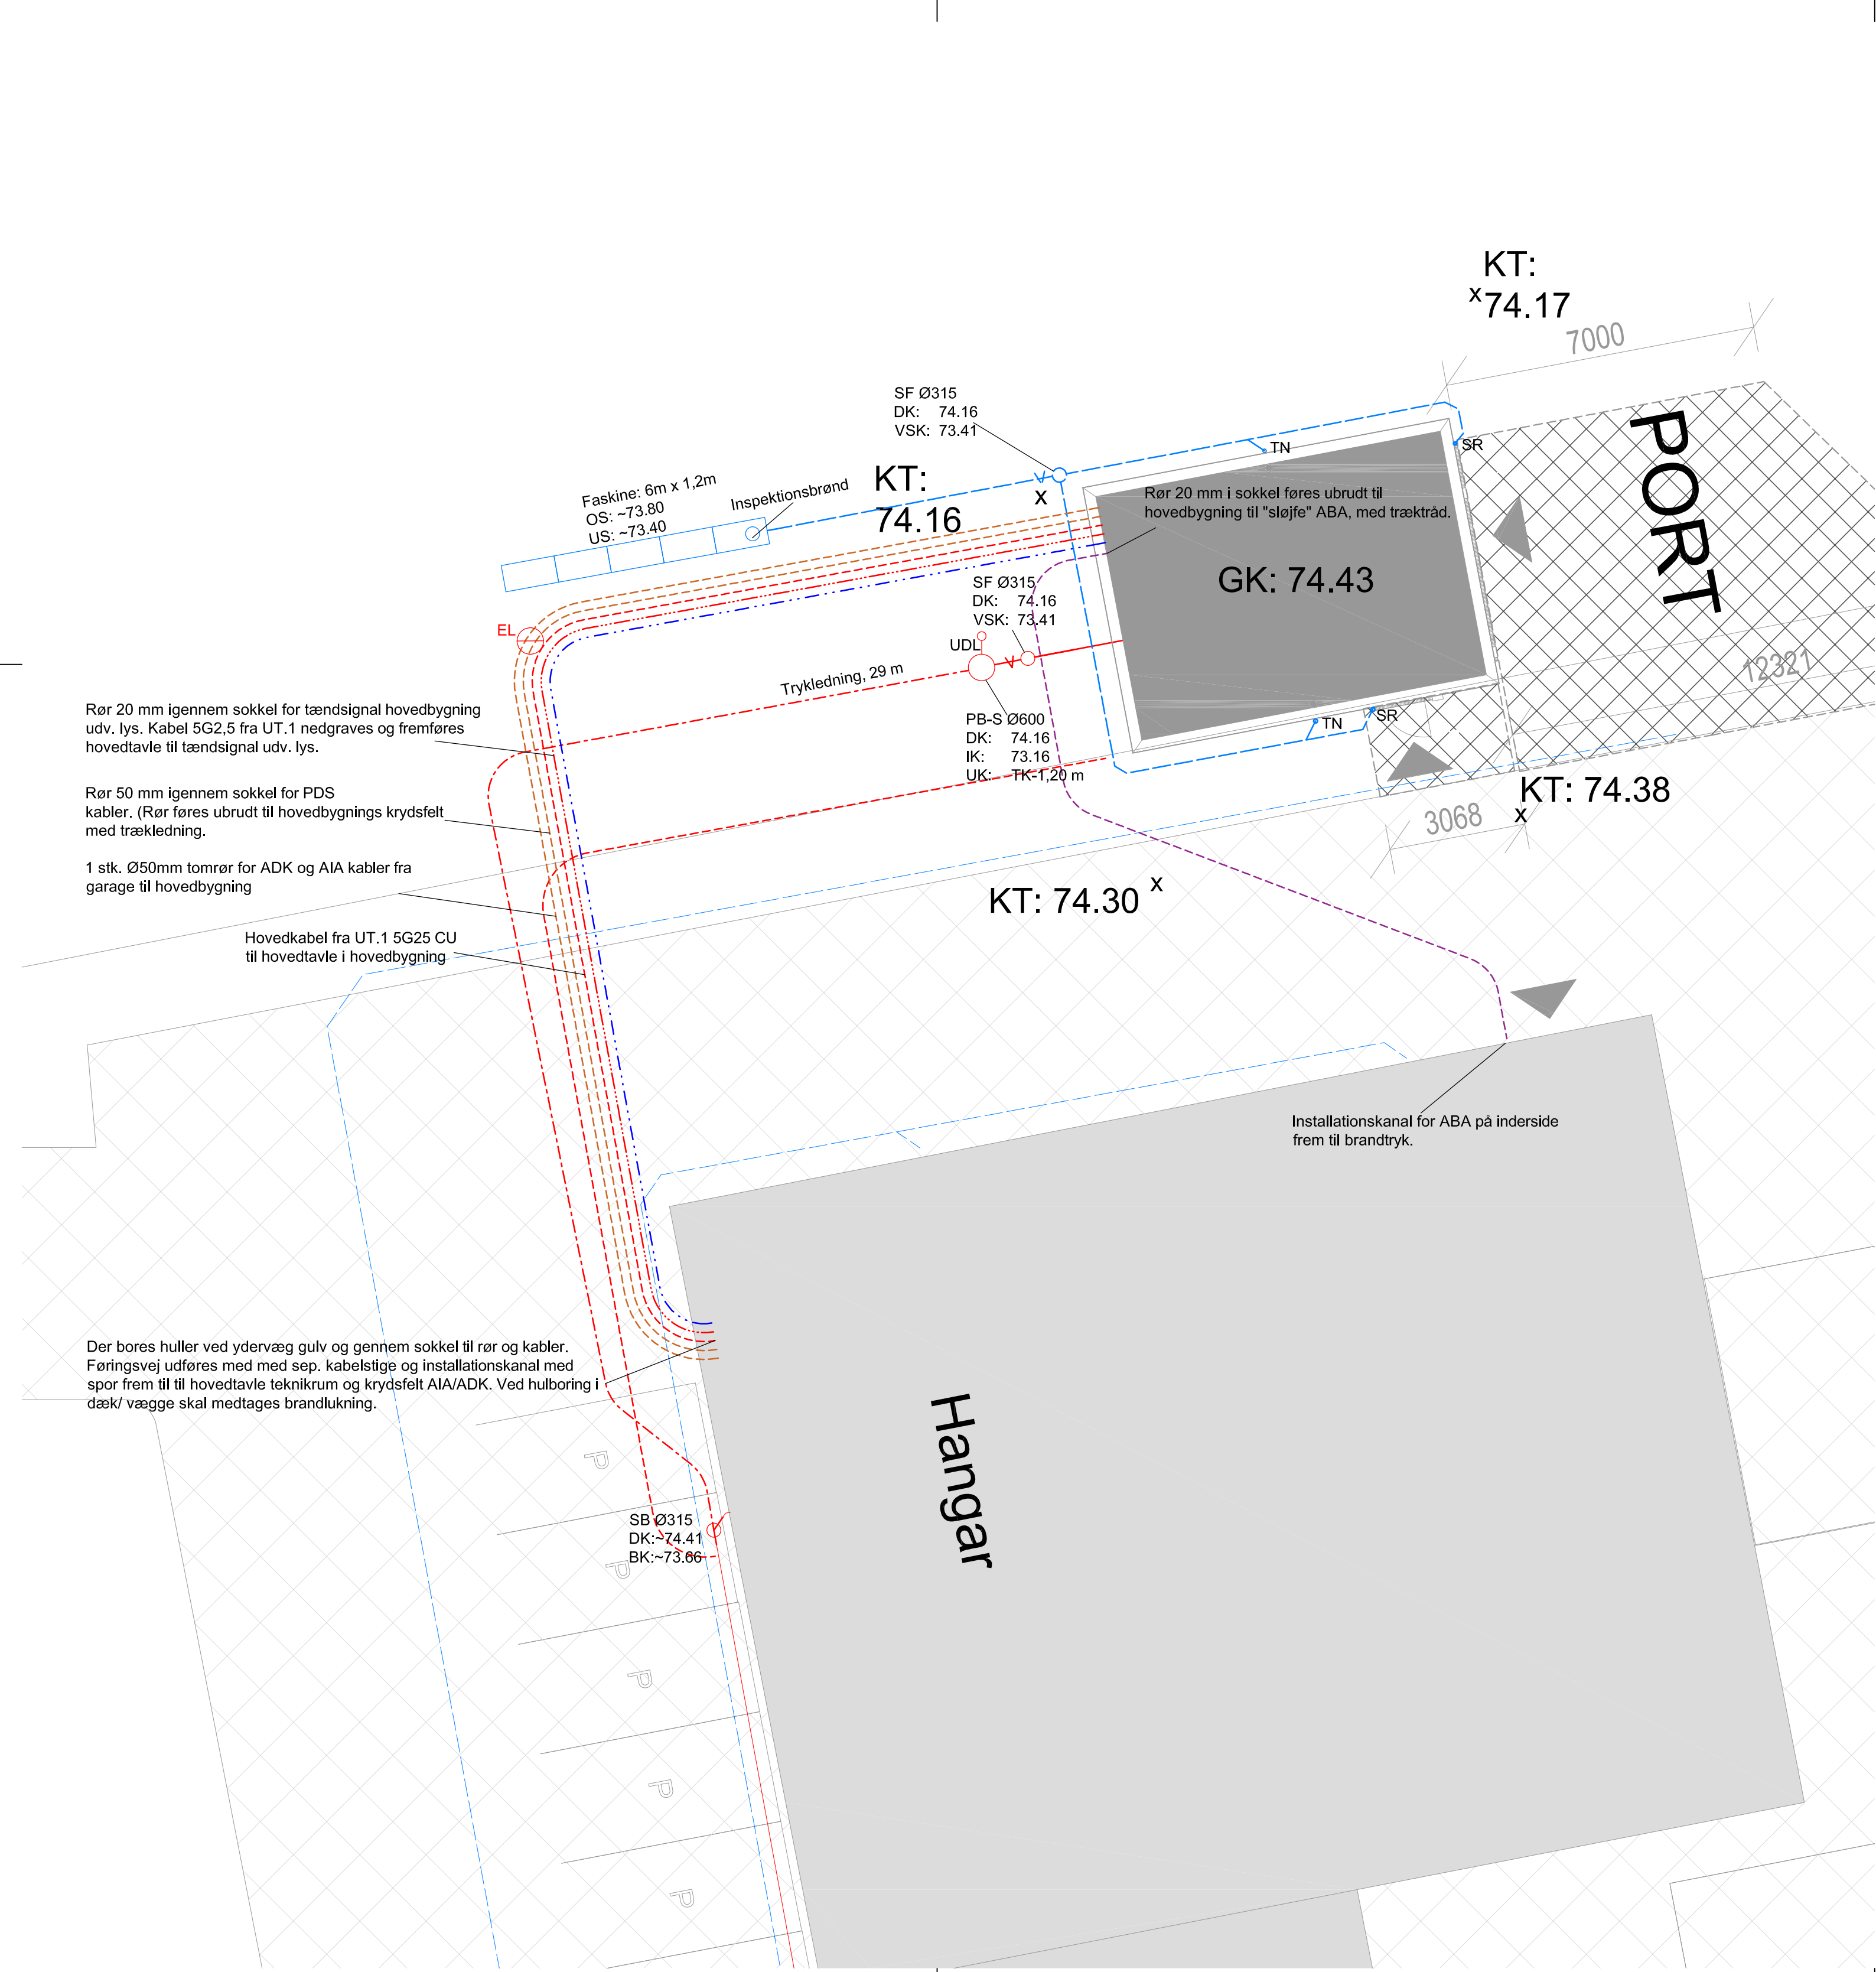 KT:
x74.17
7000
PORT
SF Ø315
DK: 74.16
VSK: 73.41
TN
SR
KT:
74.16
x
Faskine: 6m x 1,2m
OS: ~73.80
US: ~73.40
Inspektionsbrønd
Rør 20 mm i sokkel føres ubrudt til
hovedbygning til "sløjfe" ABA, med træktråd.
GK: 74.43
SF Ø315
DK: 74.16
VSK: 73.41
EL
UDL
Trykledning, 29 m
12321
PB-S Ø600
DK: 74.16
IK: 73.16
UK: TK-1,20 m
TN
SR
Rør 20 mm igennem sokkel for tændsignal hovedbygning
udv. lys. Kabel 5G2,5 fra UT.1 nedgraves og fremføres
hovedtavle til tændsignal udv. lys.
KT: 74.38
x
3068
Rør 50 mm igennem sokkel for PDS
kabler. (Rør føres ubrudt til hovedbygnings krydsfelt
med trækledning.
1 stk. Ø50mm tomrør for ADK og AIA kabler fra
garage til hovedbygning
KT: 74.30 x
Hovedkabel fra UT.1 5G25 CU
til hovedtavle i hovedbygning
Installationskanal for ABA på inderside
frem til brandtryk.
Der bores huller ved ydervæg gulv og gennem sokkel til rør og kabler.
Føringsvej udføres med med sep. kabelstige og installationskanal med
spor frem til til hovedtavle teknikrum og krydsfelt AIA/ADK. Ved hulboring i
dæk/ vægge skal medtages brandlukning.
Hangar
P
SB Ø315
DK:~74.41
BK:~73.66
P
P
P
P